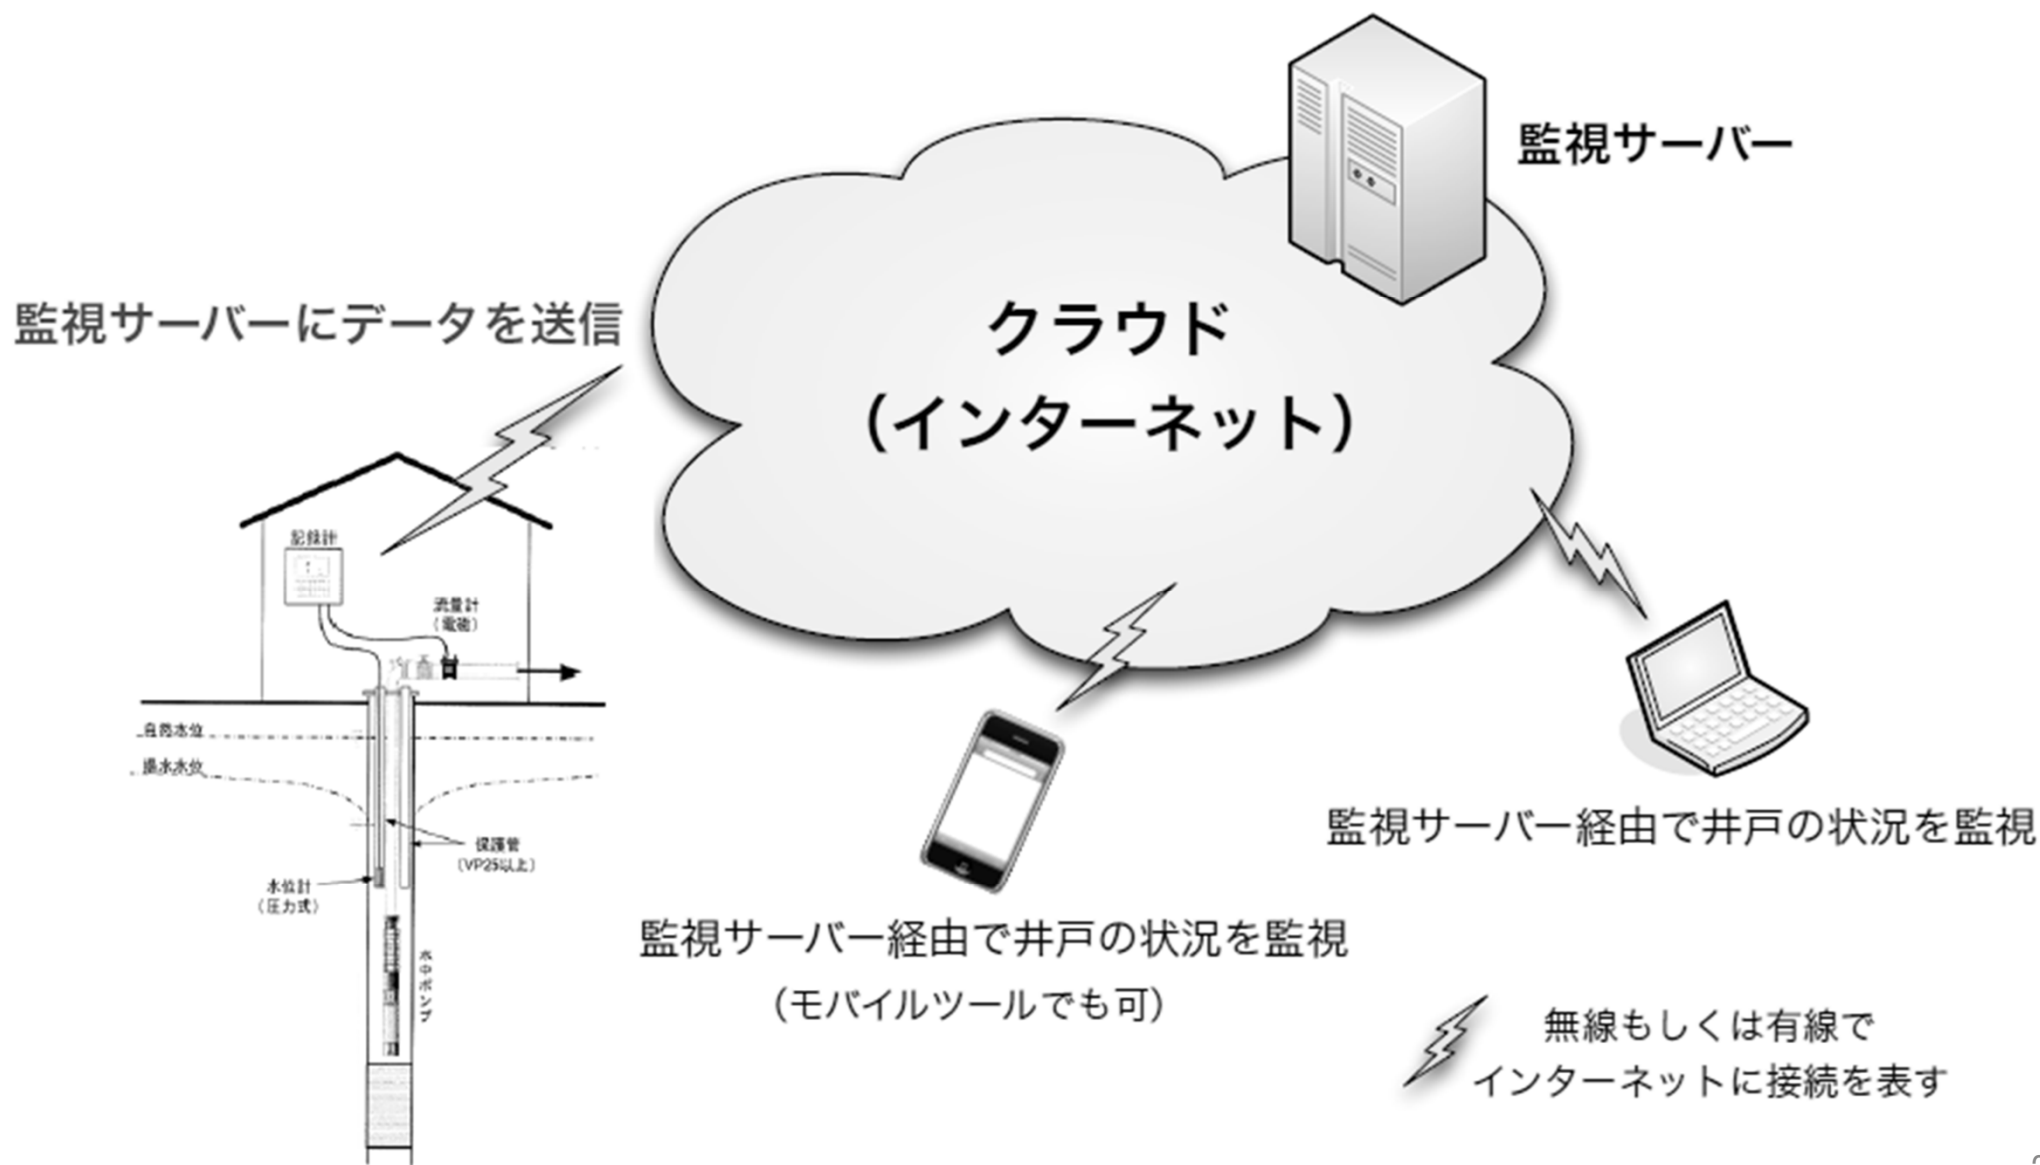 監視サーバー
監視サーバーにデータを送信
クラウド
（インターネット）
記録計
流量計
（電磁）
自然水位
揚水水位
保護管
（VP25以上）
水位計
（圧力式）
水中ポンプ
監視サーバー経由で井戸の状況を監視
監視サーバー経由で井戸の状況を監視
（モバイルツールでも可）
無線もしくは有線で
インターネットに接続を表す